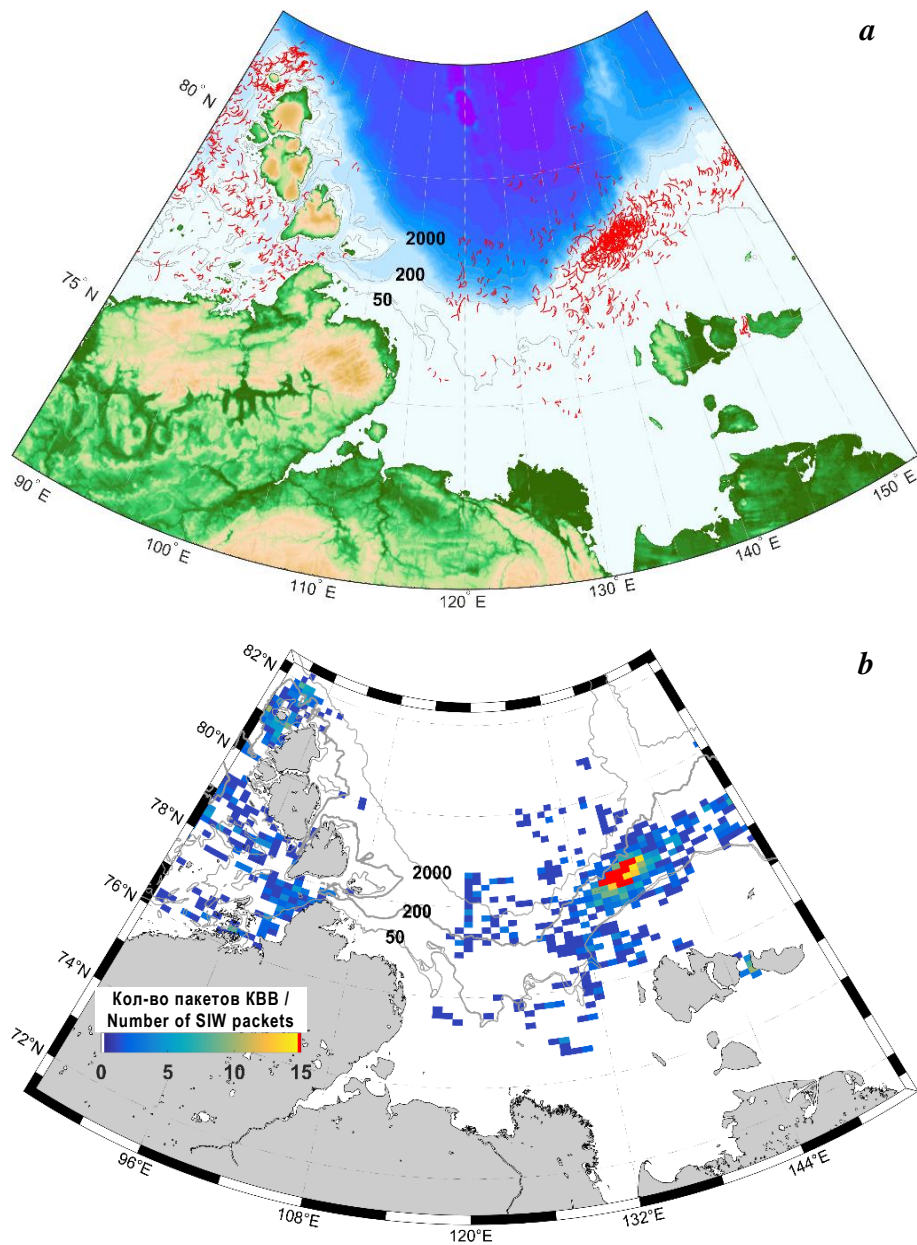 a
80° N
75° N
2000
200
50
90° E
100° E
110° E
120° E
130° E
140° E
150° E
b
82°N
80°N
78°N
76°N
74°N
72°N
2000
200
50
Кол-во пакетов КВВ /
Number of SIW packets
0 5 10 15
96°E
108°E
120°E
132°E
144°E